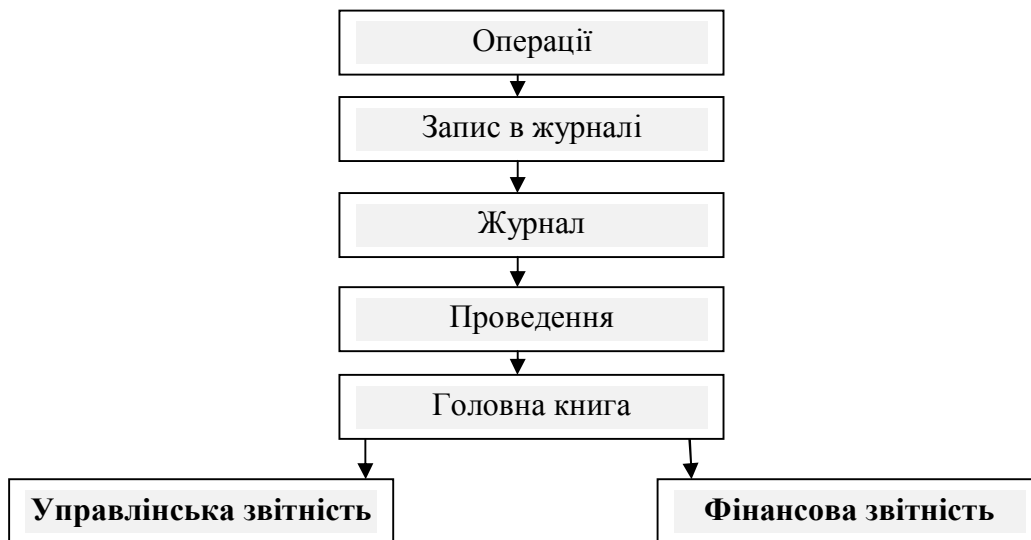 Операції
Запис в журналі
Журнал
Проведення
Головна книга
Управлінська звітність
Фінансова звітність